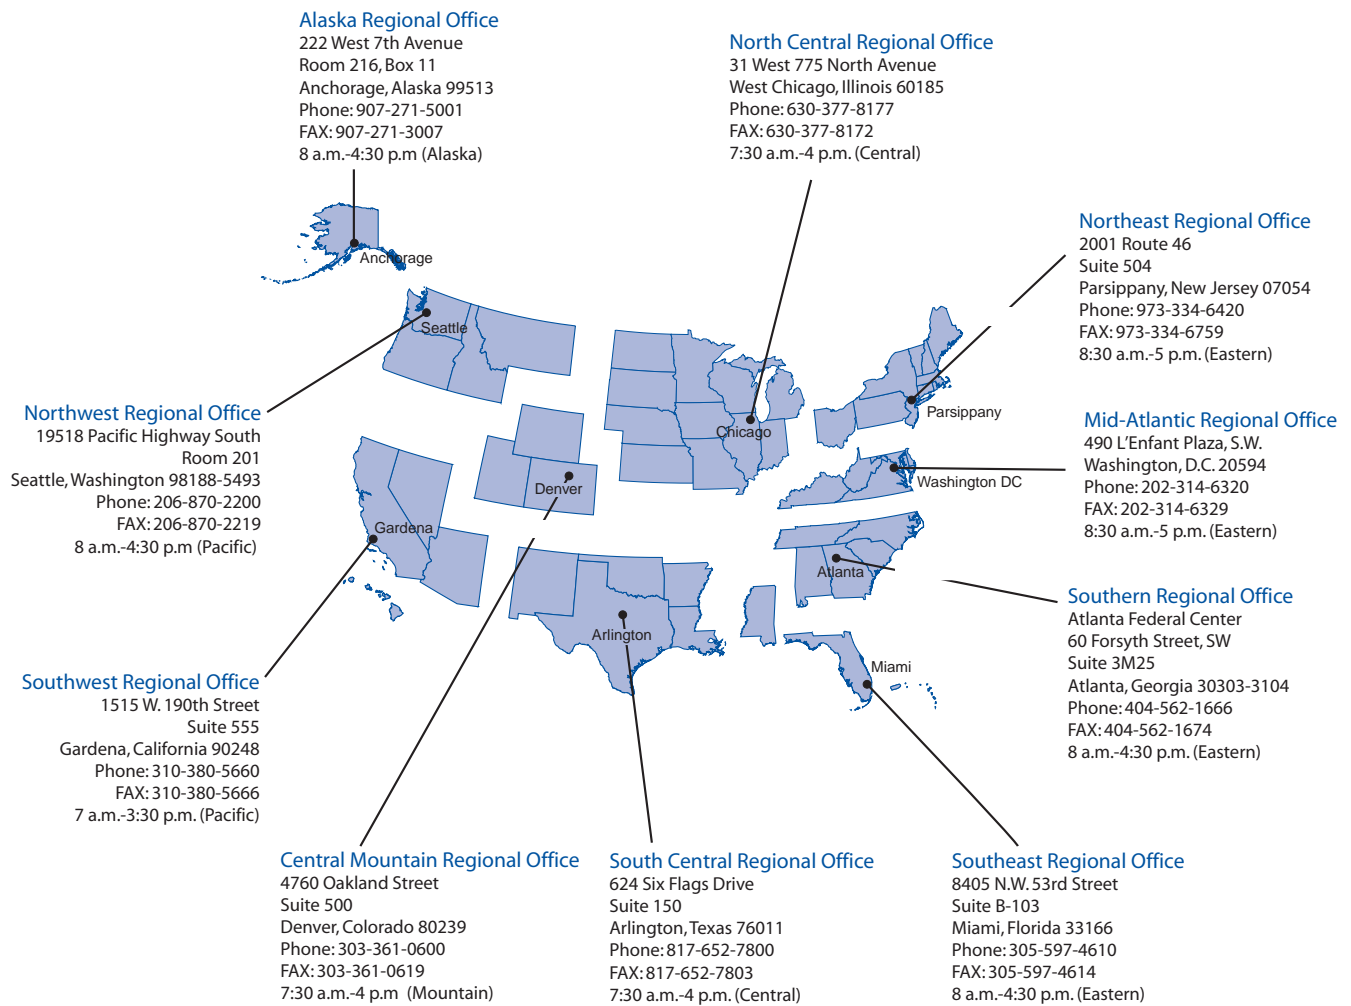 Alaska Regional Office
222 West 7th Avenue
Room 216, Box 11
Anchorage, Alaska 99513
Phone: 907-271-5001
FAX: 907-271-3007
8 a.m.-4:30 p.m (Alaska)
North Central Regional Office
31 West 775 North Avenue
West Chicago, Illinois 60185
Phone: 630-377-8177
FAX: 630-377-8172
7:30 a.m.-4 p.m. (Central)
Northeast Regional Office
2001 Route 46
Suite 504
Parsippany, New Jersey 07054
Phone: 973-334-6420
FAX: 973-334-6759
8:30 a.m.-5 p.m. (Eastern)
Anchorage
Seattle
Parsippany
Chicago
Washington DC
Denver
Gardena
Atlanta
Arlington
Miami
Northwest Regional Office
19518 Pacific Highway South
Room 201
Seattle, Washington 98188-5493
Phone: 206-870-2200
FAX: 206-870-2219
8 a.m.-4:30 p.m (Pacific)
Mid-Atlantic Regional Office
490 L’Enfant Plaza, S.W.
Washington, D.C. 20594
Phone: 202-314-6320
FAX: 202-314-6329
8:30 a.m.-5 p.m. (Eastern)
Southern Regional Office
Atlanta Federal Center
60 Forsyth Street, SW
Suite 3M25
Atlanta, Georgia 30303-3104
Phone: 404-562-1666
FAX: 404-562-1674
8 a.m.-4:30 p.m. (Eastern)
Southwest Regional Office
1515 W. 190th Street
Suite 555
Gardena, California 90248
Phone: 310-380-5660
FAX: 310-380-5666
7 a.m.-3:30 p.m. (Pacific)
Central Mountain Regional Office
4760 Oakland Street
Suite 500
Denver, Colorado 80239
Phone: 303-361-0600
FAX: 303-361-0619
7:30 a.m.-4 p.m (Mountain)
South Central Regional Office
624 Six Flags Drive
Suite 150
Arlington, Texas 76011
Phone: 817-652-7800
FAX: 817-652-7803
7:30 a.m.-4 p.m. (Central)
Southeast Regional Office
8405 N.W. 53rd Street
Suite B-103
Miami, Florida 33166
Phone: 305-597-4610
FAX: 305-597-4614
8 a.m.-4:30 p.m. (Eastern)